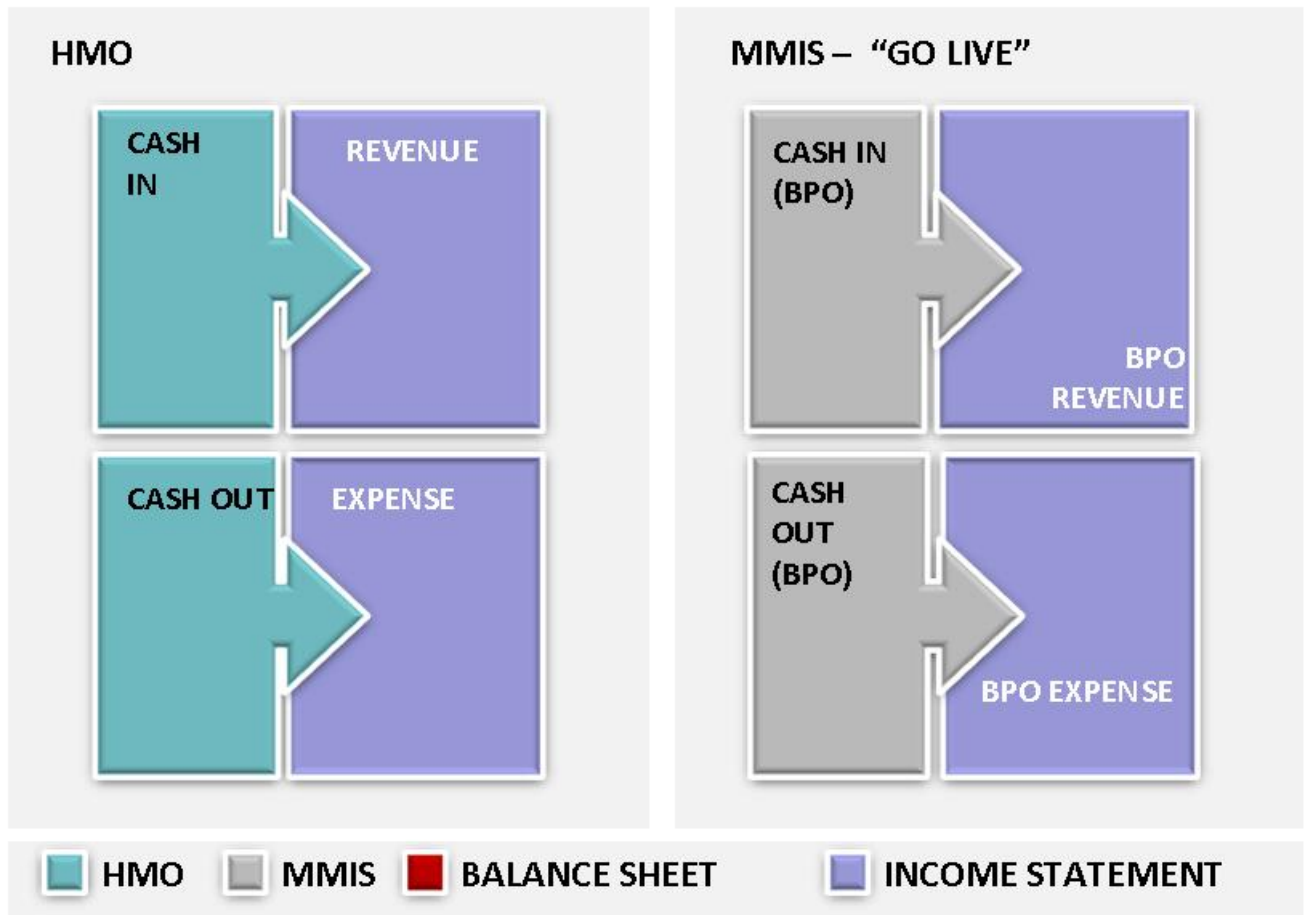 HMO
CASH
IN
REVENUE
CASH OUT
EXPENSE
MMIS – “GO LIVE”
CASH IN
(BPO)
BPO
REVENUE
CASH
OUT
(BPO)
BPO EXPENSE
HMO
MMIS
BALANCE SHEET
INCOME STATEMENT